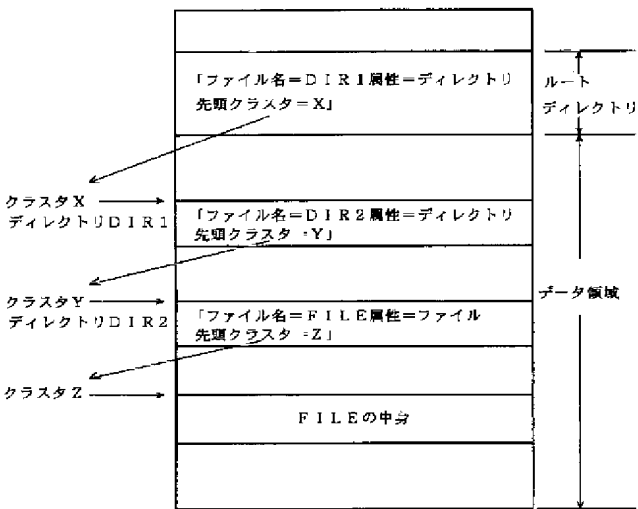 「ファイル名=DIR1属性=ディレクトリ
先頭クラスタ=X」
ルート
ディレクトリ
クラスタX
ディレクトリDIR1
「ファイル名=DIR2属性=ディレクトリ
先頭クラスタ=Y」
クラスタY
ディレクトリDIR2
「ファイル名=FILE属性=ファイル
先頭クラスタ=Z」
データ領域
クラスタZ
FILEの中身